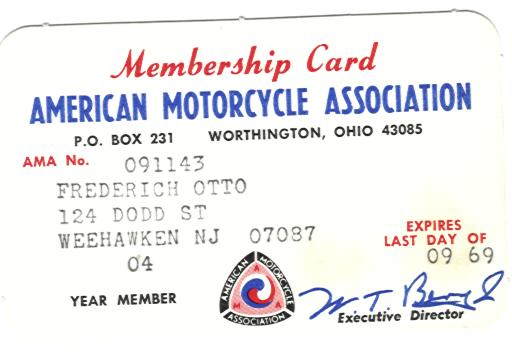 Membership Card
AMERICAN MOTORCYCLE ASSOCIATION
P.O. BOX 231 WORTHINGTON, OHIO 43085
AMA No. 091143
FREDERICH OTTO
124 DODD ST
WEEHAWKEN NJ 07087
EXPIRES
LAST DAY OF
09 69
04
YEAR MEMBER
AMERICAN MOTORCYCLE ASSOCIATION
A M A
W T
Executive Director